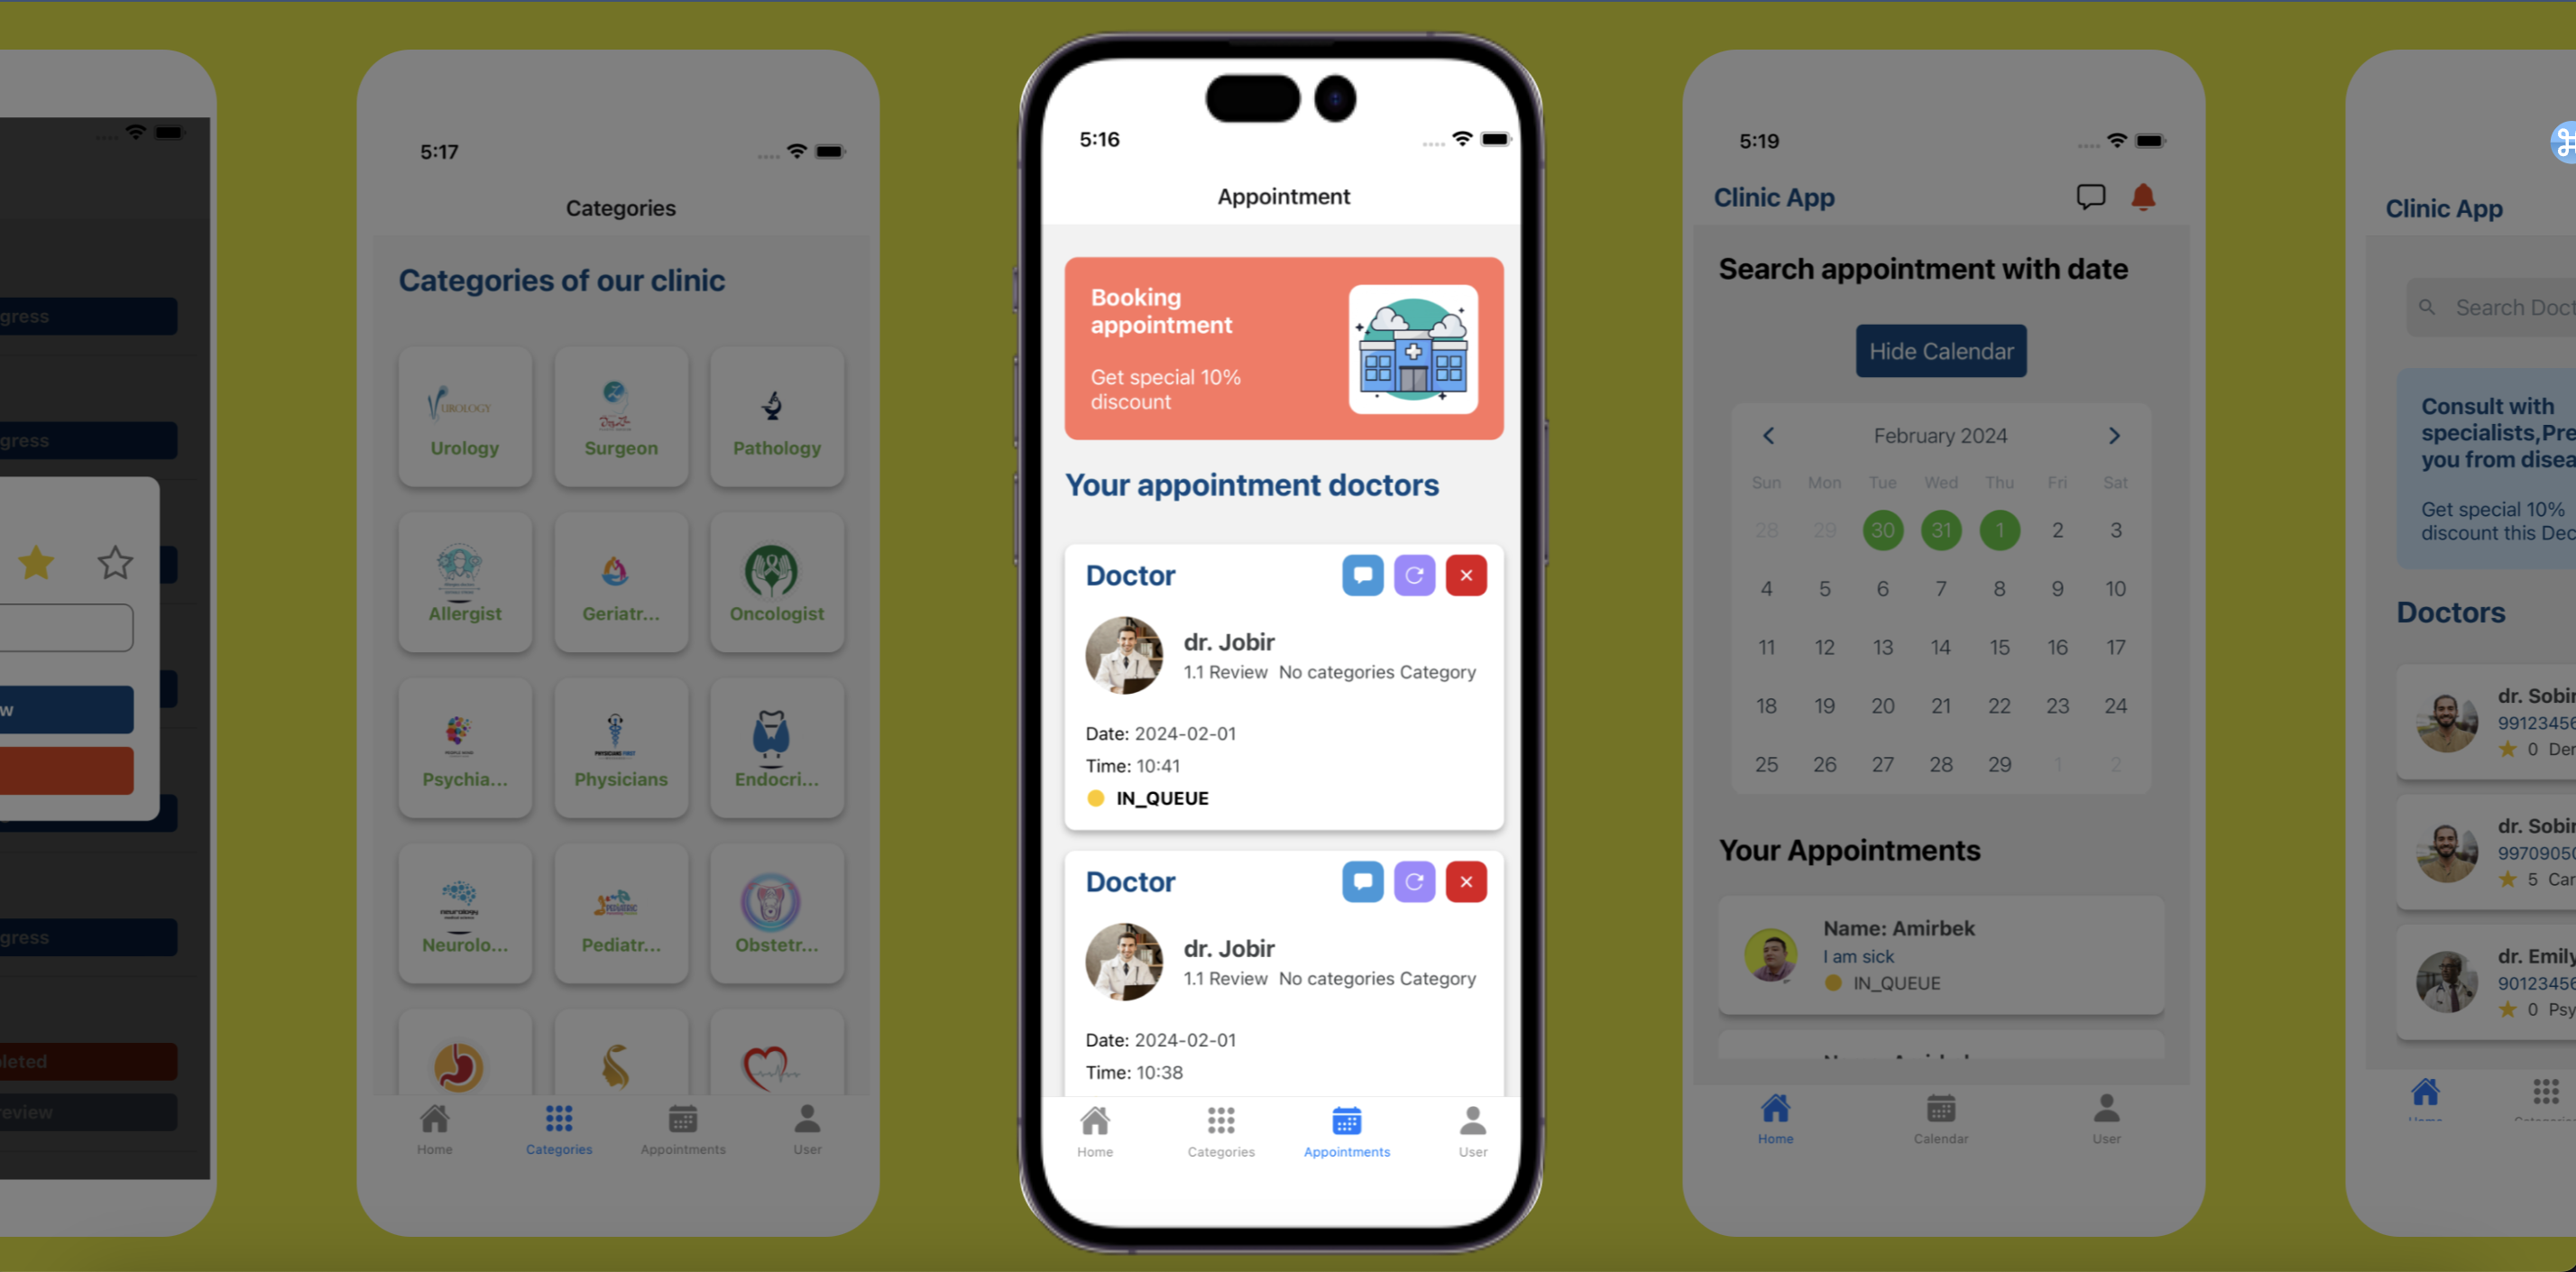 gress
gress
w
gress
leted
eview
5:17
Categories
Categories of our clinic
UROLOGY
Urology
Surgeon
Pathology
Allergist
Geriatr...
Oncologist
Psychia...
PHYSICIANS FIRST
Physicians
Endocri...
neurology
Neurolo...
PEDIATRIC
Pediatr...
Obstetr...
Home
Categories
Appointments
User
5:16
Appointment
Booking
appointment
Get special 10%
discount
Your appointment doctors
Doctor
dr. Jobir
1.1 Review No categories Category
Date: 2024-02-01
Time: 10:41
IN_QUEUE
Doctor
dr. Jobir
1.1 Review No categories Category
Date: 2024-02-01
Time: 10:38
Home
Categories
Appointments
User
5:19
Clinic App
Search appointment with date
Hide Calendar
February 2024
Sun Mon Tue Wed Thu Fri Sat
28 29 30 31 1 2 3
4 5 6 7 8 9 10
11 12 13 14 15 16 17
18 19 20 21 22 23 24
25 26 27 28 29 1 2
Your Appointments
Name: Amirbek
I am sick
IN_QUEUE
Home
Calendar
User
Clinic App
Search Doct
Consult with
specialists,Pre
you from disea
Get special 10%
discount this Dec
Doctors
dr. Sobir
99123456
0 Der
dr. Sobir
9970905
5 Car
dr. Emily
90123456
0 Psy